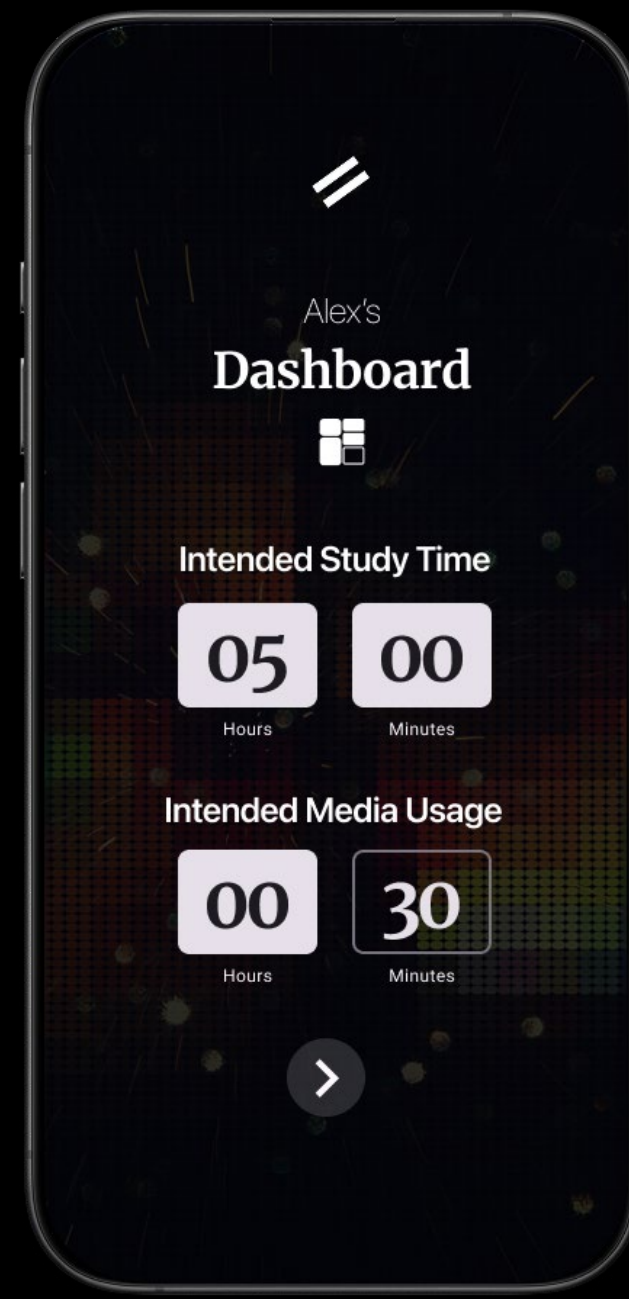 Alex's
Dashboard
Intended Study Time
05 00
Hours Minutes
Intended Media Usage
00 30
Hours Minutes